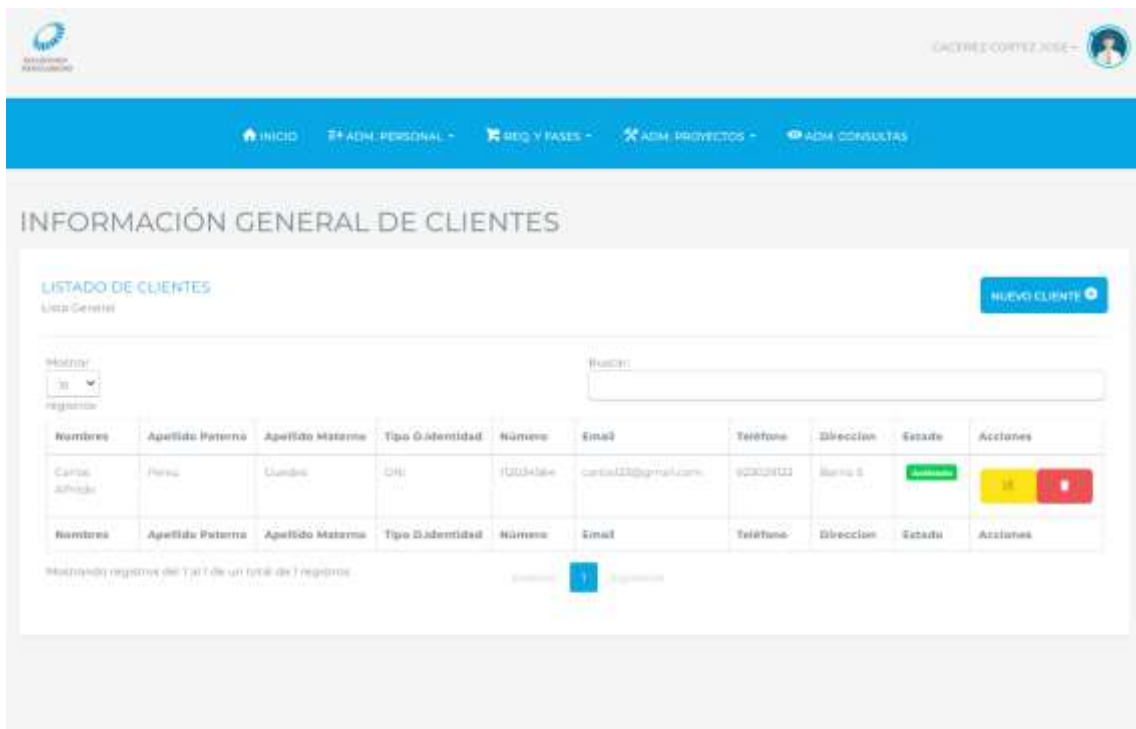 CACEREZ CORTEZ JOSE
INICIO ADM. PERSONAL REQ. Y FASES ADM. PROYECTOS ADM. CONSULTAS
INFORMACIÓN GENERAL DE CLIENTES
LISTADO DE CLIENTES
Lista General
NUEVO CLIENTE
Mostrar
10
registros
Buscar:
Nombres Apellido Paterno Apellido Materno Tipo D.Identidad Número Email Teléfono Direccion Estado Acciones
Carlos Alfredo Perez DNI Barrio
Nombres Apellido Paterno Apellido Materno Tipo D.Identidad Número Email Teléfono Direccion Estado Acciones
Mostrando registros del 1 al 1 de un total de 1 registros
Anterior 1 Siguiente